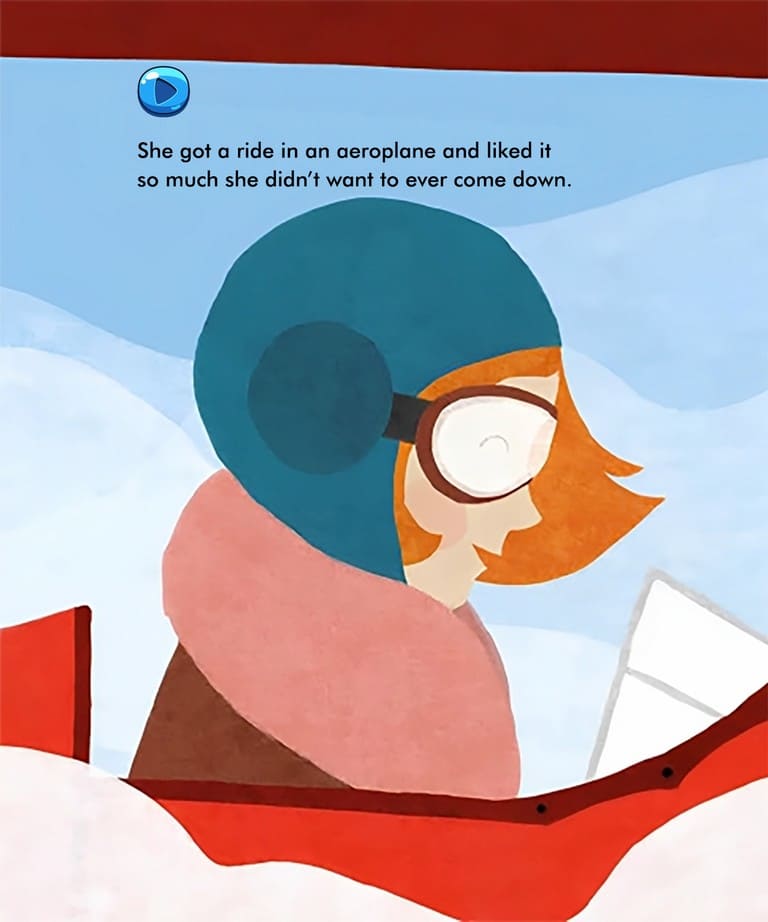 She got a ride in an aeroplane and liked it
so much she didn’t want to ever come down.